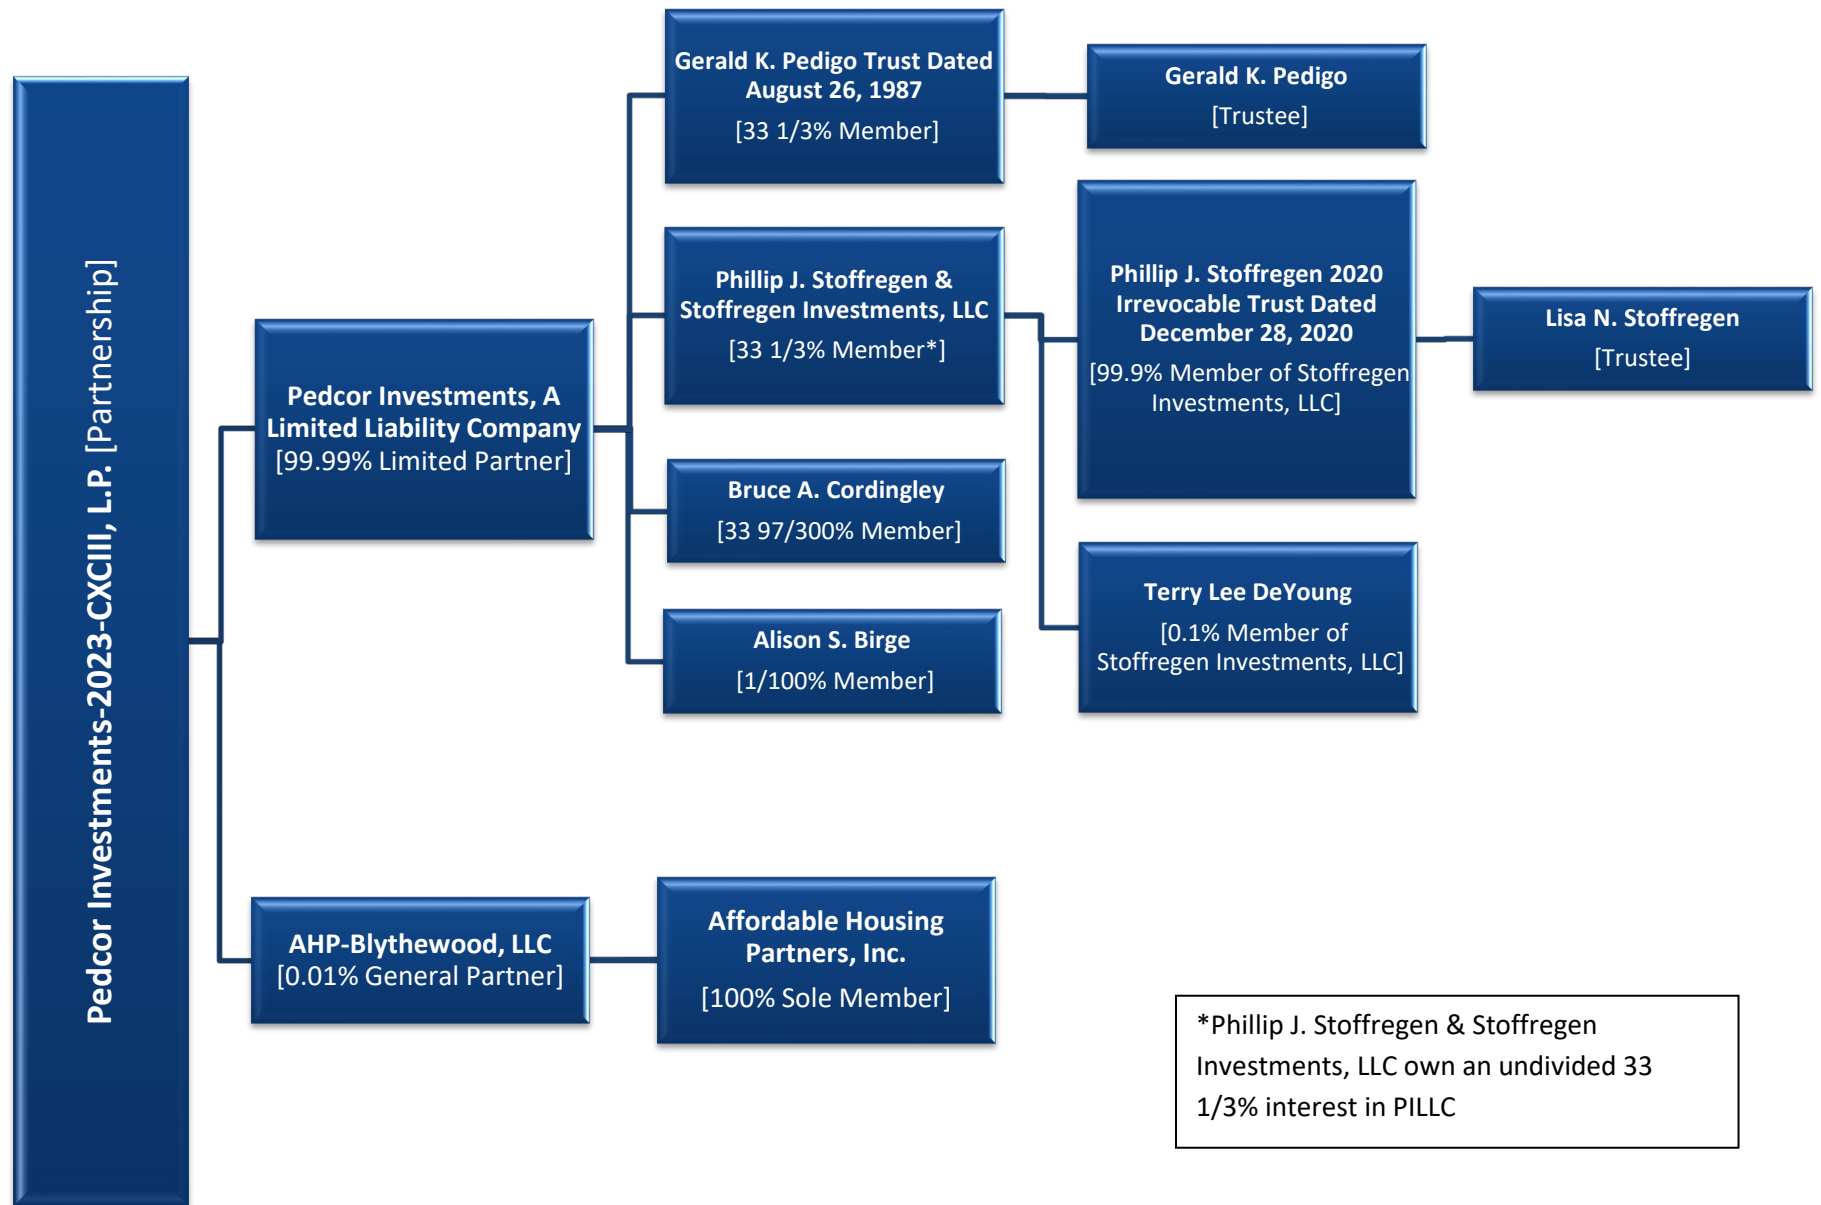 Pedcor Investments-2023-CXCIII, L.P. [Partnership]
Pedcor Investments, A
Limited Liability Company
[99.99% Limited Partner]
Gerald K. Pedigo Trust Dated
August 26, 1987
[33 1/3% Member]
Gerald K. Pedigo
[Trustee]
Phillip J. Stoffregen &
Stoffregen Investments, LLC
[33 1/3% Member*]
Phillip J. Stoffregen 2020
Irrevocable Trust Dated
December 28, 2020
[99.9% Member of Stoffregen
Investments, LLC]
Lisa N. Stoffregen
[Trustee]
Terry Lee DeYoung
[0.1% Member of
Stoffregen Investments, LLC]
Bruce A. Cordingley
[33 97/300% Member]
Alison S. Birge
[1/100% Member]
AHP-Blythewood, LLC
[0.01% General Partner]
Affordable Housing
Partners, Inc.
[100% Sole Member]
*Phillip J. Stoffregen & Stoffregen
Investments, LLC own an undivided 33
1/3% interest in PILLC